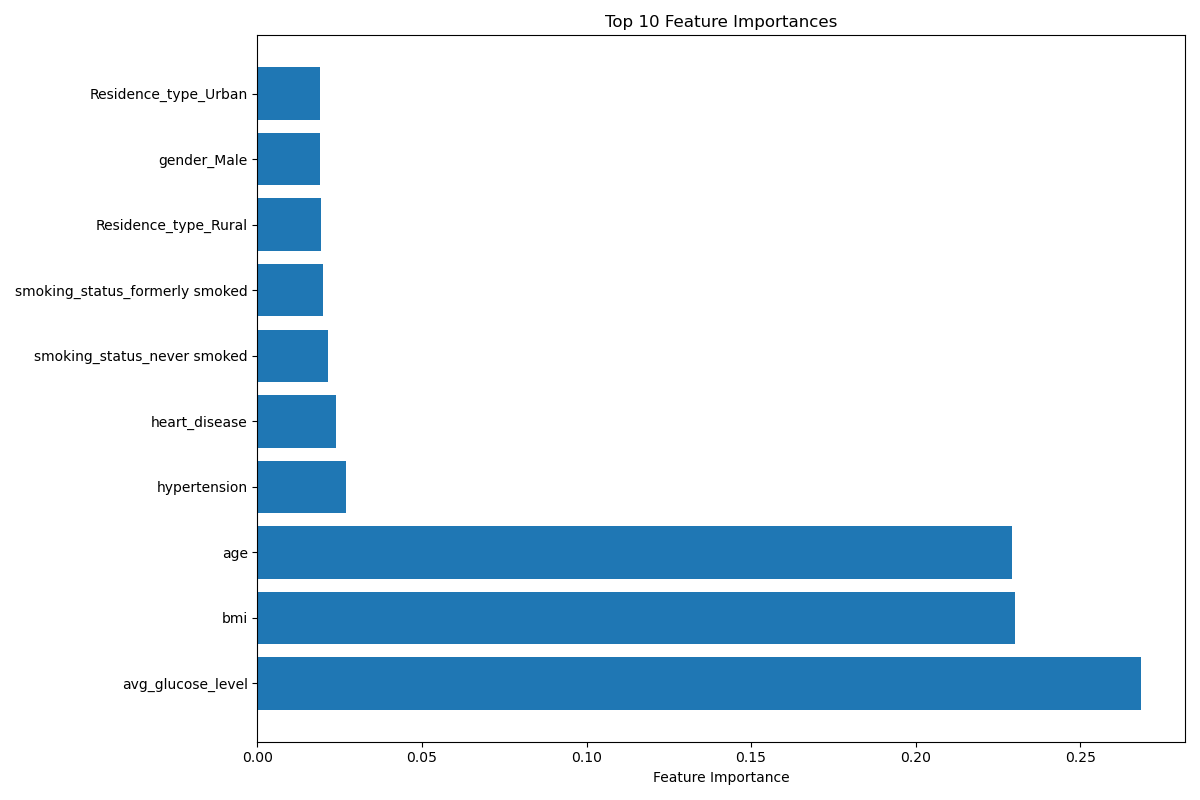 Top 10 Feature Importances
Residence_type_Urban
gender_Male
Residence_type_Rural
smoking_status_formerly smoked
smoking_status_never smoked
heart_disease
hypertension
age
bmi
avg_glucose_level
0.00 0.05 0.10 0.15 0.20 0.25
Feature Importance